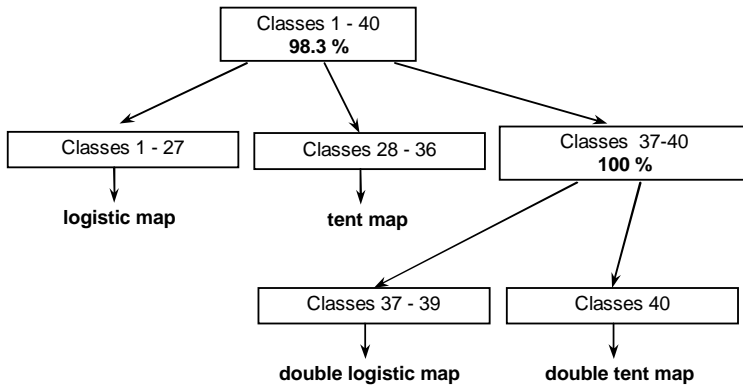 Classes 1 - 40
98.3 %
Classes 1 - 27
Classes 28 - 36
Classes 37-40
100 %
logistic map
tent map
Classes 37 - 39
Classes 40
double logistic map
double tent map